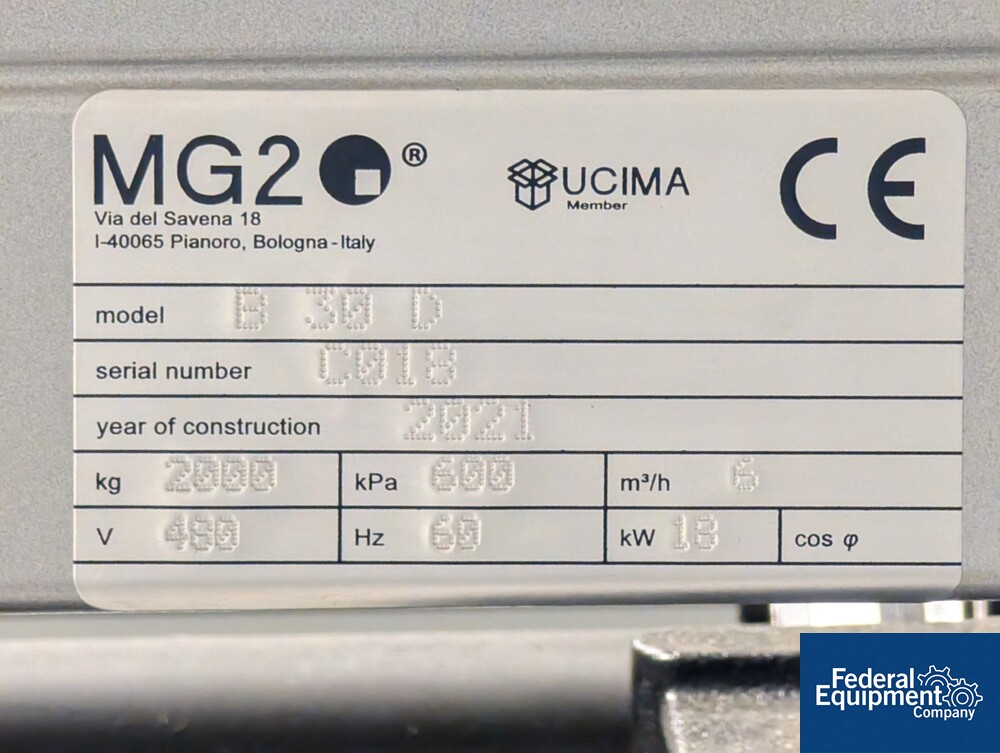 MG2 ®
Via del Savena 18
I-40065 Pianoro, Bologna - Italy
UCIMA
Member
CE
model B 30 D
serial number C018
year of construction 2021
kg 2000 kPa 600 m³/h 6
V 480 Hz 60 kW 18 cos φ
Federal
Equipment
Company